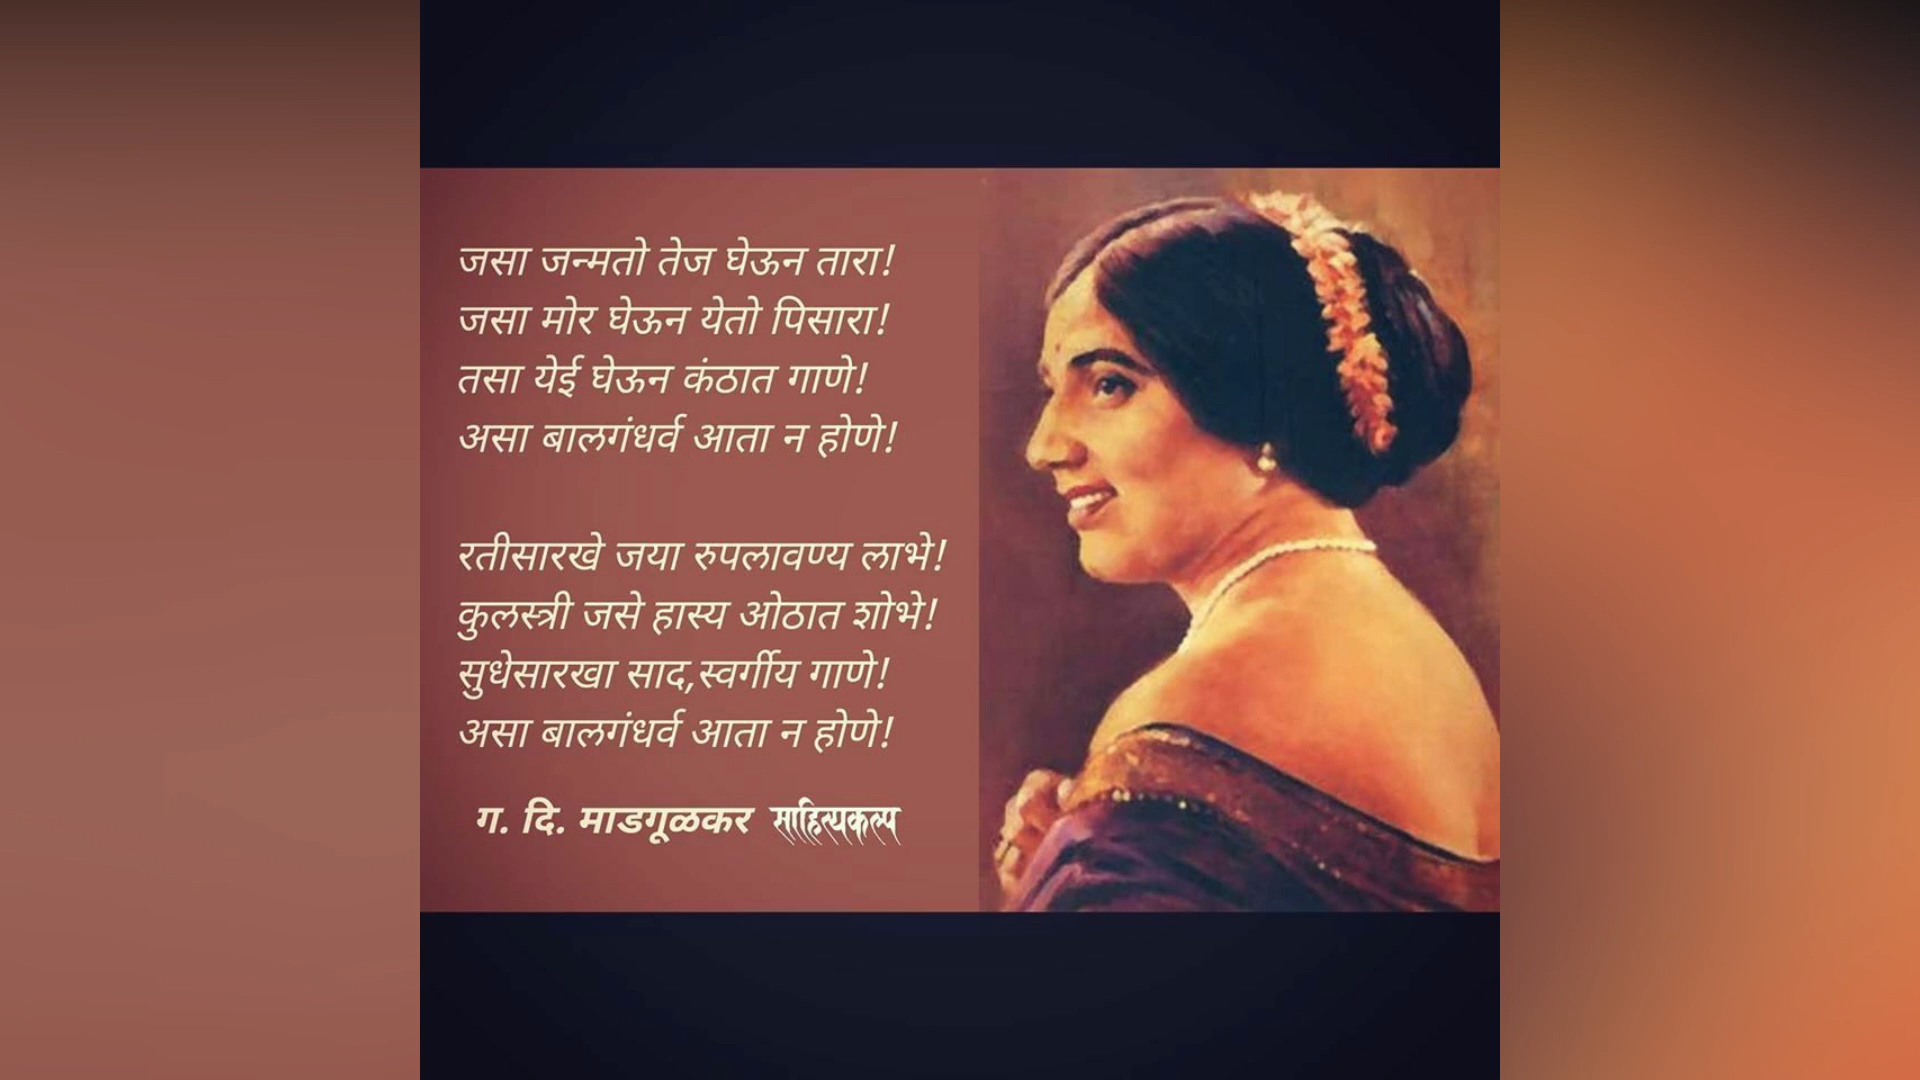 जसा जन्मतो तेज घेऊन तारा!
जसा मोर घेऊन येतो पिसारा!
तसा येई घेऊन कंठात गाणे!
असा बालगंधर्व आता न होणे!
रतीसारखे जया रुपलावण्य लाभे!
कुलस्त्री जसे हास्य ओठात शोभे!
सुधेसारखा साद,स्वर्गीय गाणे!
असा बालगंधर्व आता न होणे!
ग. दि. माडगूळकर साहित्यकल्प